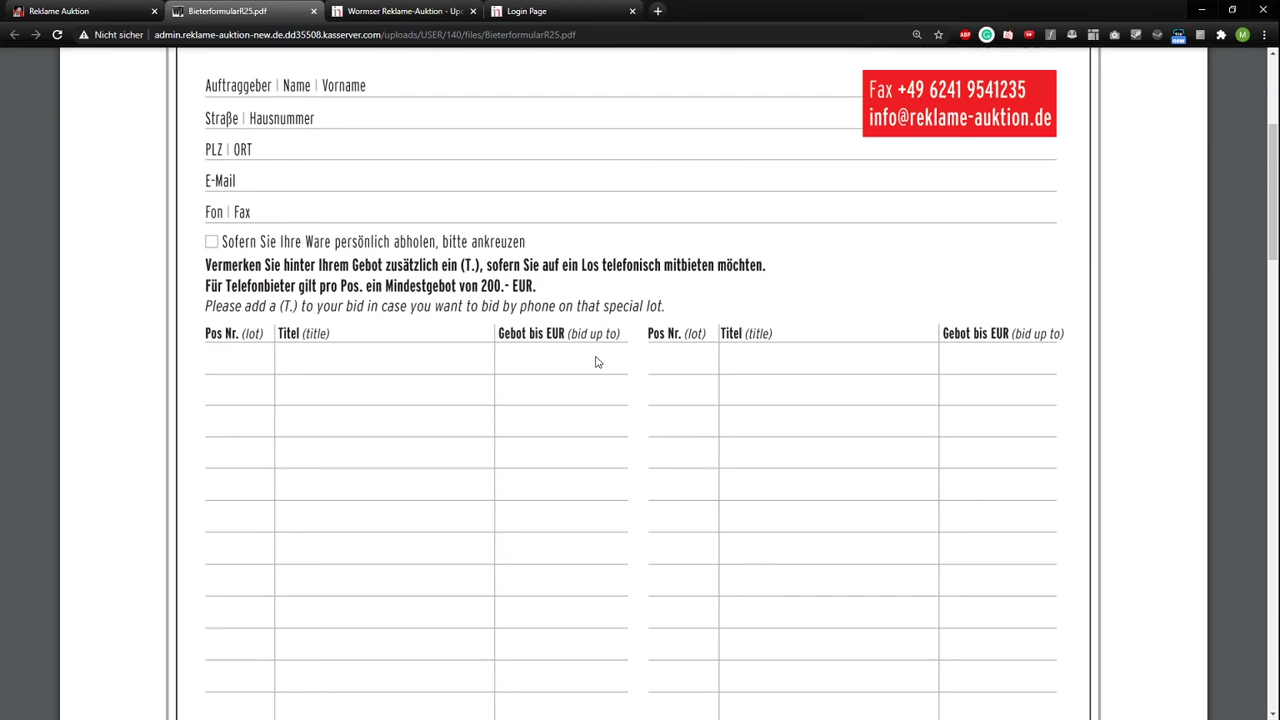 Reklame Auktion
BieterformularR25.pdf
Wormser Reklame-Auktion - Up
Login Page
Nicht sicher | admin.reklame-auktion-new.de.dd35508.kasserver.com/uploads/USER/140/files/BieterformularR25.pdf
Auftraggeber | Name | Vorname
Fax +49 6241 9541235
info@reklame-auktion.de
Straße | Hausnummer
PLZ | ORT
E-Mail
Fon | Fax
Sofern Sie Ihre Ware persönlich abholen, bitte ankreuzen
Vermerken Sie hinter Ihrem Gebot zusätzlich ein (T.), sofern Sie auf ein Los telefonisch mitbieten möchten.
Für Telefonbieter gilt pro Pos. ein Mindestgebot von 200.- EUR.
Please add a (T.) to your bid in case you want to bid by phone on that special lot.
Pos Nr. (lot) Titel (title) Gebot bis EUR (bid up to) Pos Nr. (lot) Titel (title) Gebot bis EUR (bid up to)